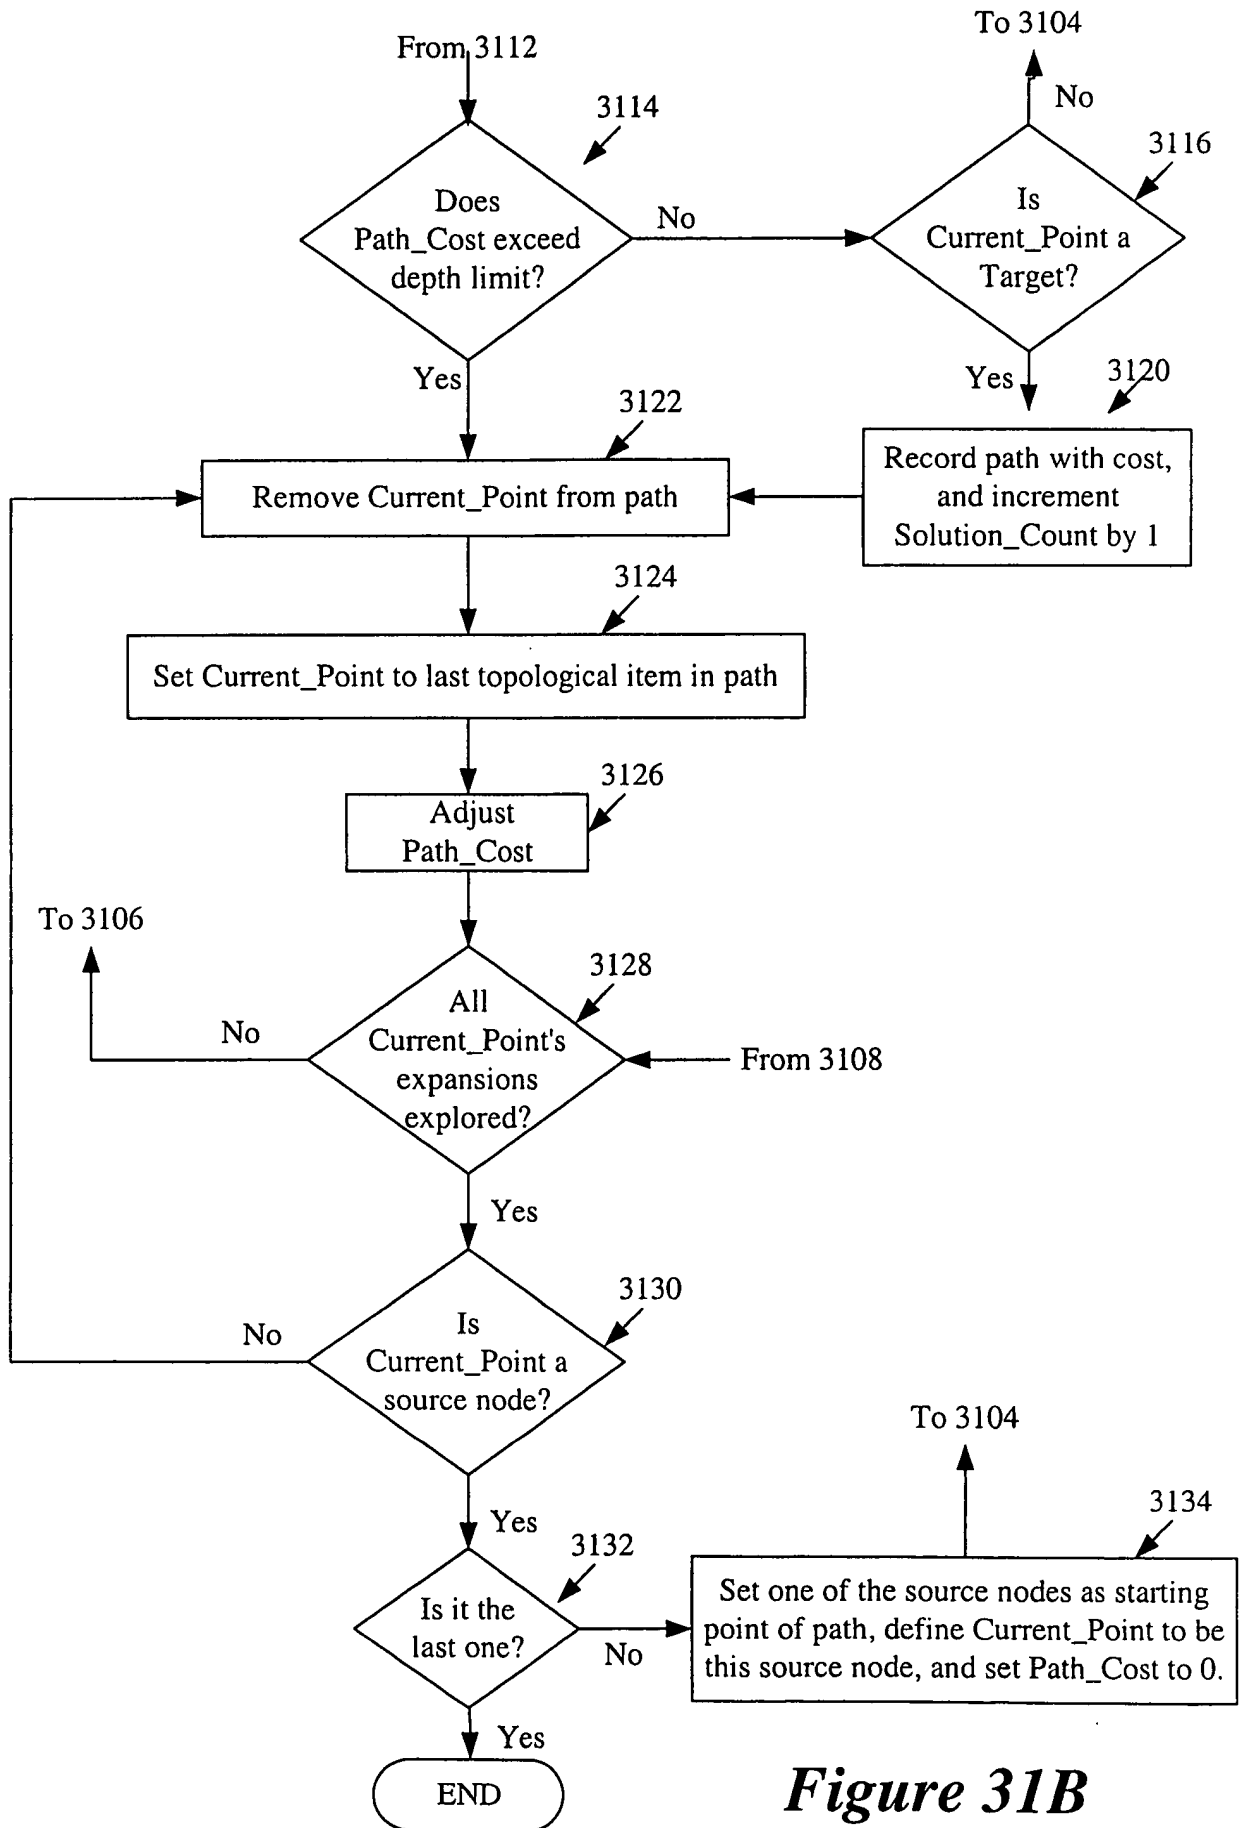 To 3104
From 3112
No
3114
3116
Does
Path_Cost exceed
depth limit?
No
Is
Current_Point a
Target?
Yes
Yes
3120
3122
Remove Current_Point from path
Record path with cost,
and increment
Solution_Count by 1
3124
Set Current_Point to last topological item in path
3126
Adjust
Path_Cost
To 3106
3128
All
Current_Point's
expansions
explored?
No
From 3108
Yes
3130
Is
Current_Point a
source node?
No
To 3104
Yes
3134
3132
Is it the
last one?
No
Set one of the source nodes as starting
point of path, define Current_Point to be
this source node, and set Path_Cost to 0.
Yes
END
Figure 31B